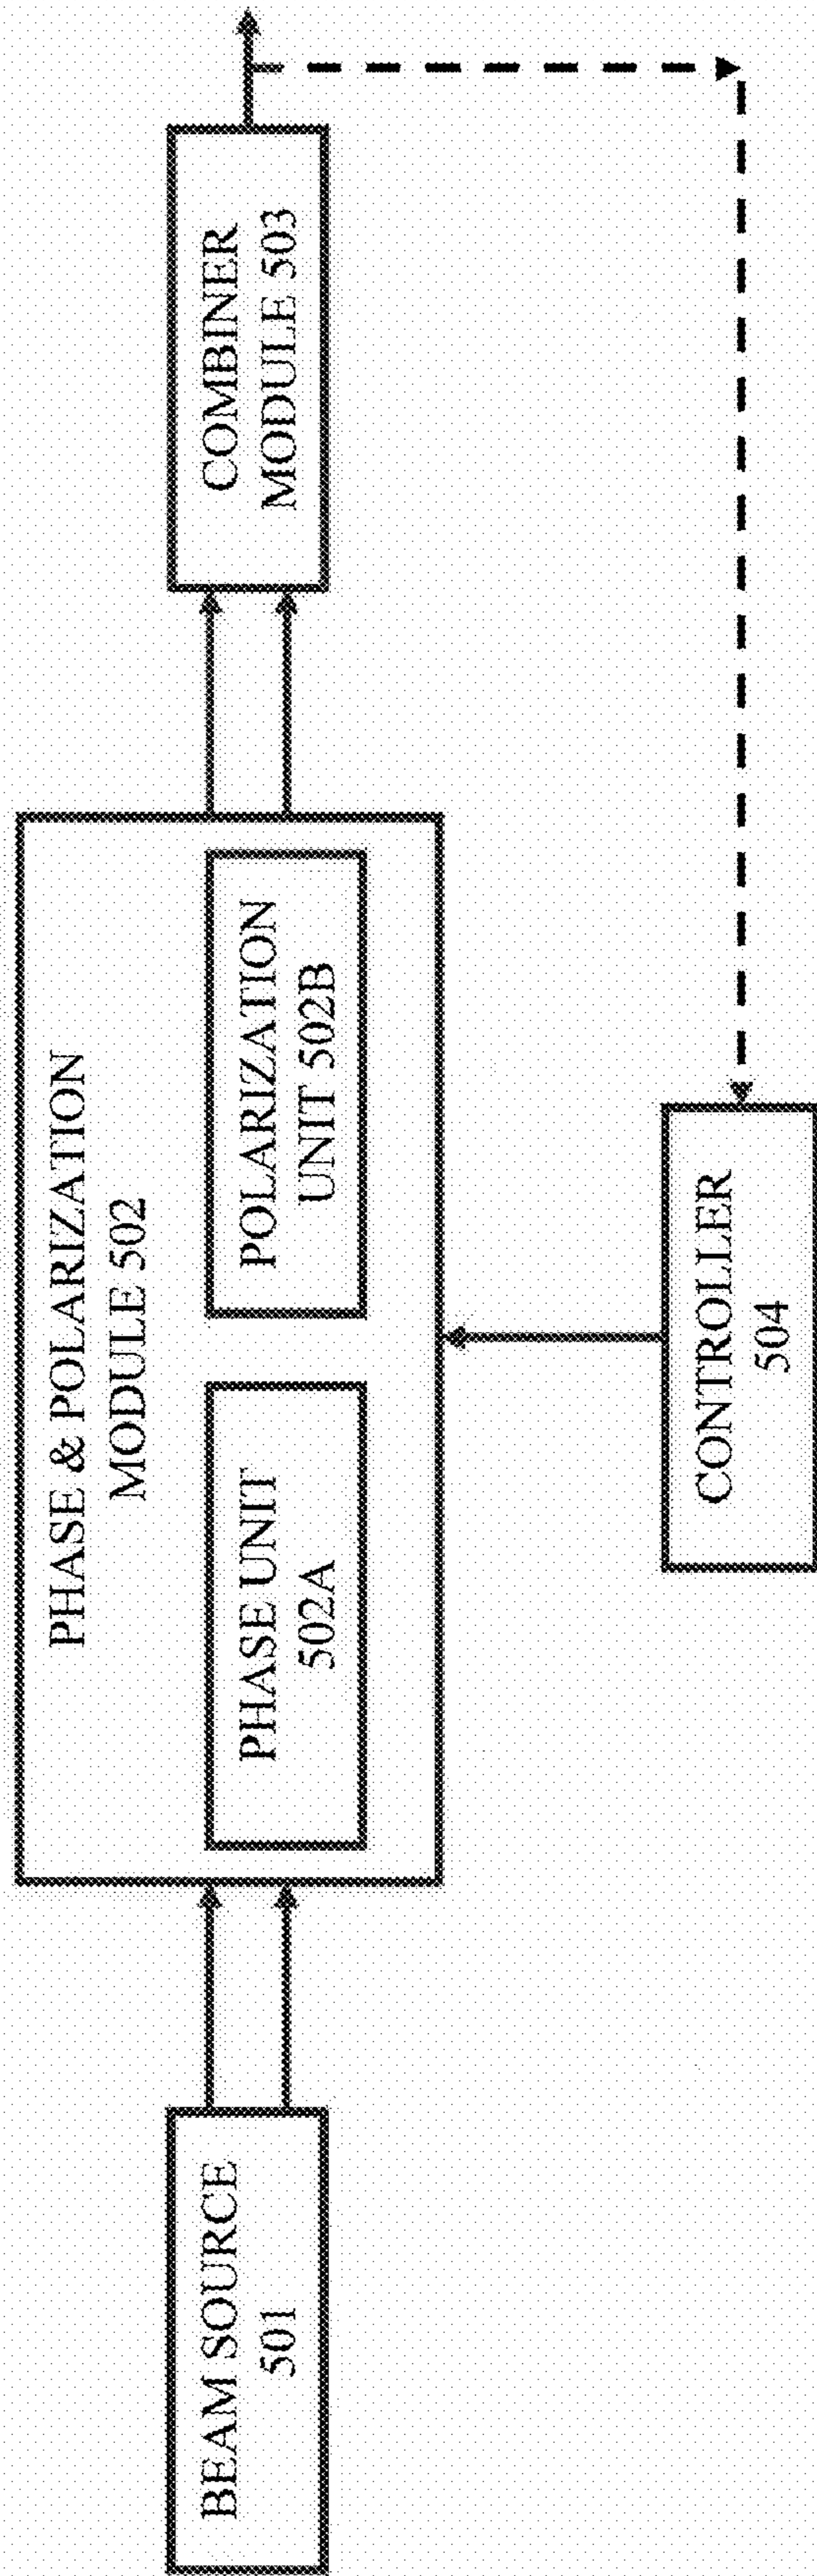 BEAM SOURCE
501
PHASE & POLARIZATION
MODULE 502
PHASE UNIT
502A
POLARIZATION
UNIT 502B
COMBINER
MODULE 503
CONTROLLER
504